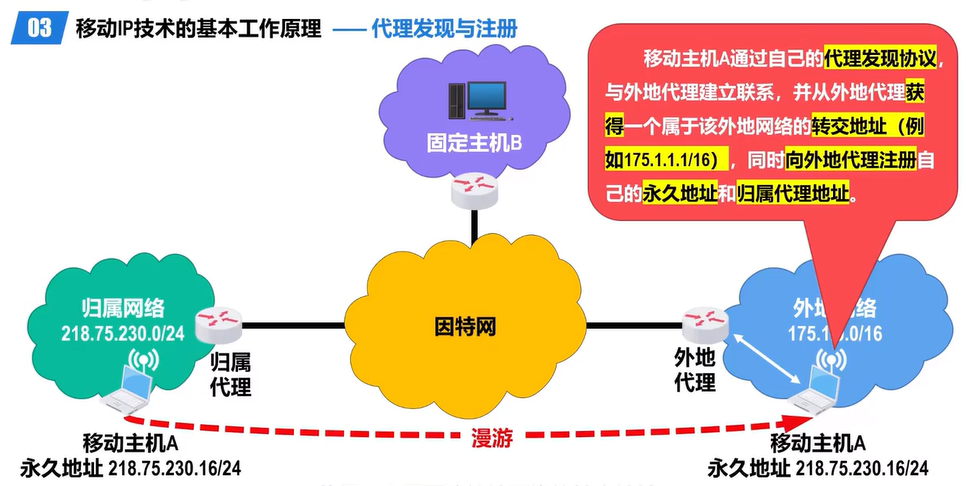 03 移动IP技术的基本工作原理 —— 代理发现与注册
移动主机A通过自己的代理发现协议，
与外地代理建立联系，并从外地代理获
得一个属于该外地网络的转交地址（例
如175.1.1.1/16），同时向外地代理注册自
己的永久地址和归属代理地址。
固定主机B
归属网络
218.75.230.0/24
归属
代理
因特网
外地
代理
外地网络
175.1.0.0/16
漫游
移动主机A
永久地址 218.75.230.16/24
移动主机A
永久地址 218.75.230.16/24